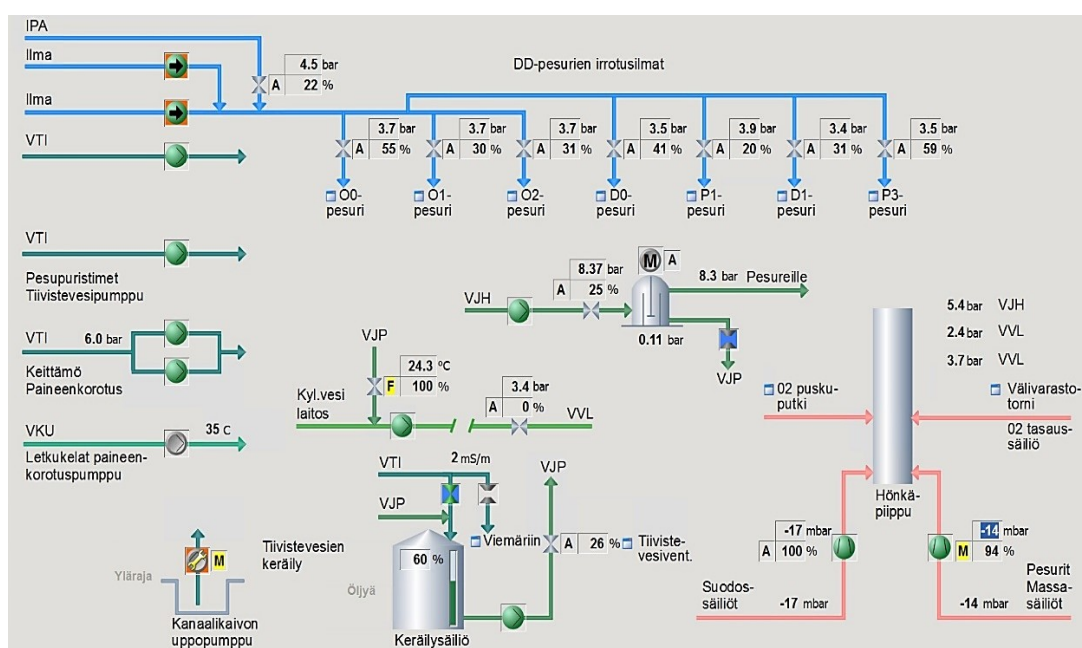 IPA
Ilma
4.5 bar
DD-pesurien irrotusilmat
A 22 %
Ilma
VTI
3.7 bar
A 55 %
3.7 bar
A 30 %
3.7 bar
A 31 %
3.5 bar
A 41 %
3.9 bar
A 20 %
3.4 bar
A 31 %
3.5 bar
A 59 %
O0-
pesuri
O1-
pesuri
O2-
pesuri
D0-
pesuri
P1-
pesuri
D1-
pesuri
P3-
pesuri
VTI
Pesupuristimet
Tiivistevesipumppu
8.37 bar
A 25 %
M A
8.3 bar Pesureille
VJH
0.11 bar
VJP
5.4 bar VJH
2.4 bar VVL
3.7 bar VVL
VTI 6.0 bar
Keittämö
Paineenkorotus
VJP
24.3 ºC
F 100 %
Kyl.vesi
laitos
3.4 bar
A 0 %
VVL
02 pusku-
putki
Välivarasto-
torni
02 tasaus-
säiliö
VKU 35 C
Letkukelat paineen-
korotuspumppu
VTI 2 mS/m
VJP
VJP
Viemäriin
A 26 %
Tiiviste-
vesivent.
Hönkä-
piippu
-17 mbar
A 100 %
-14 mbar
M 94 %
Suodos-
säiliöt
-17 mbar
-14 mbar
Pesurit
Massa-
säiliöt
Tiivistevesien
keräily
60 %
Öljyä
Keräilysäiliö
M
Yläraja
Kanaalikaivon
uppopumppu